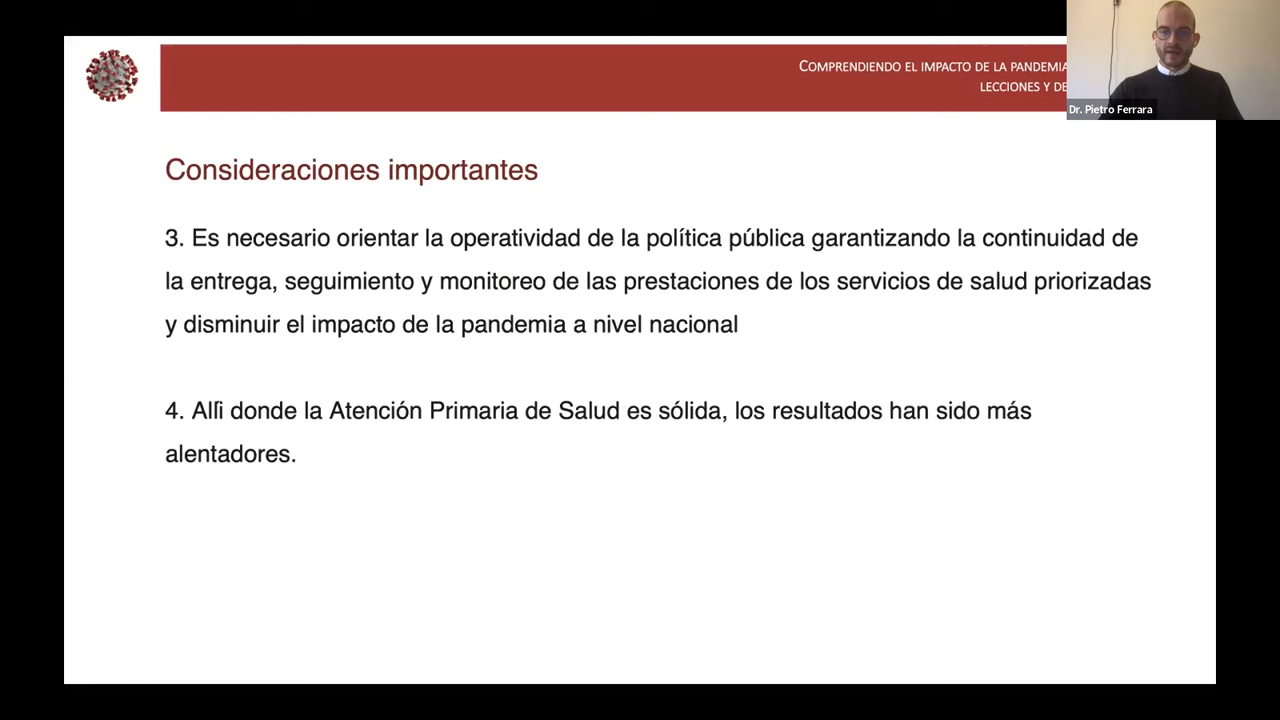 COMPRENDIENDO EL IMPACTO DE LA PANDEMIA
LECCIONES Y DE
Dr. Pietro Ferrara
Consideraciones importantes
3. Es necesario orientar la operatividad de la política pública garantizando la continuidad de
la entrega, seguimiento y monitoreo de las prestaciones de los servicios de salud priorizadas
y disminuir el impacto de la pandemia a nivel nacional
4. Allí donde la Atención Primaria de Salud es sólida, los resultados han sido más
alentadores.